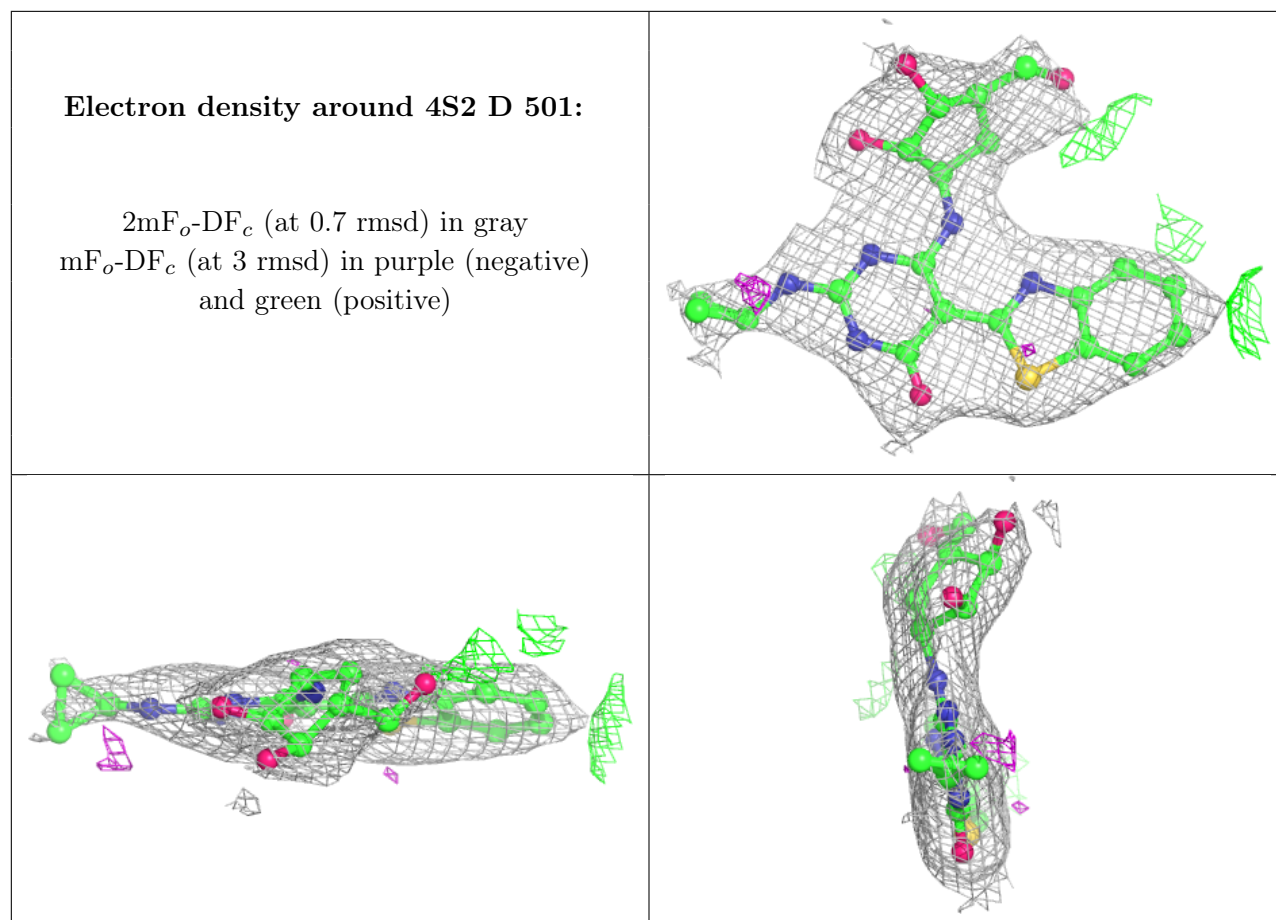 Electron density around 4S2 D 501:
2mFₒ-DF𝒸 (at 0.7 rmsd) in gray
mFₒ-DF𝒸 (at 3 rmsd) in purple (negative)
and green (positive)